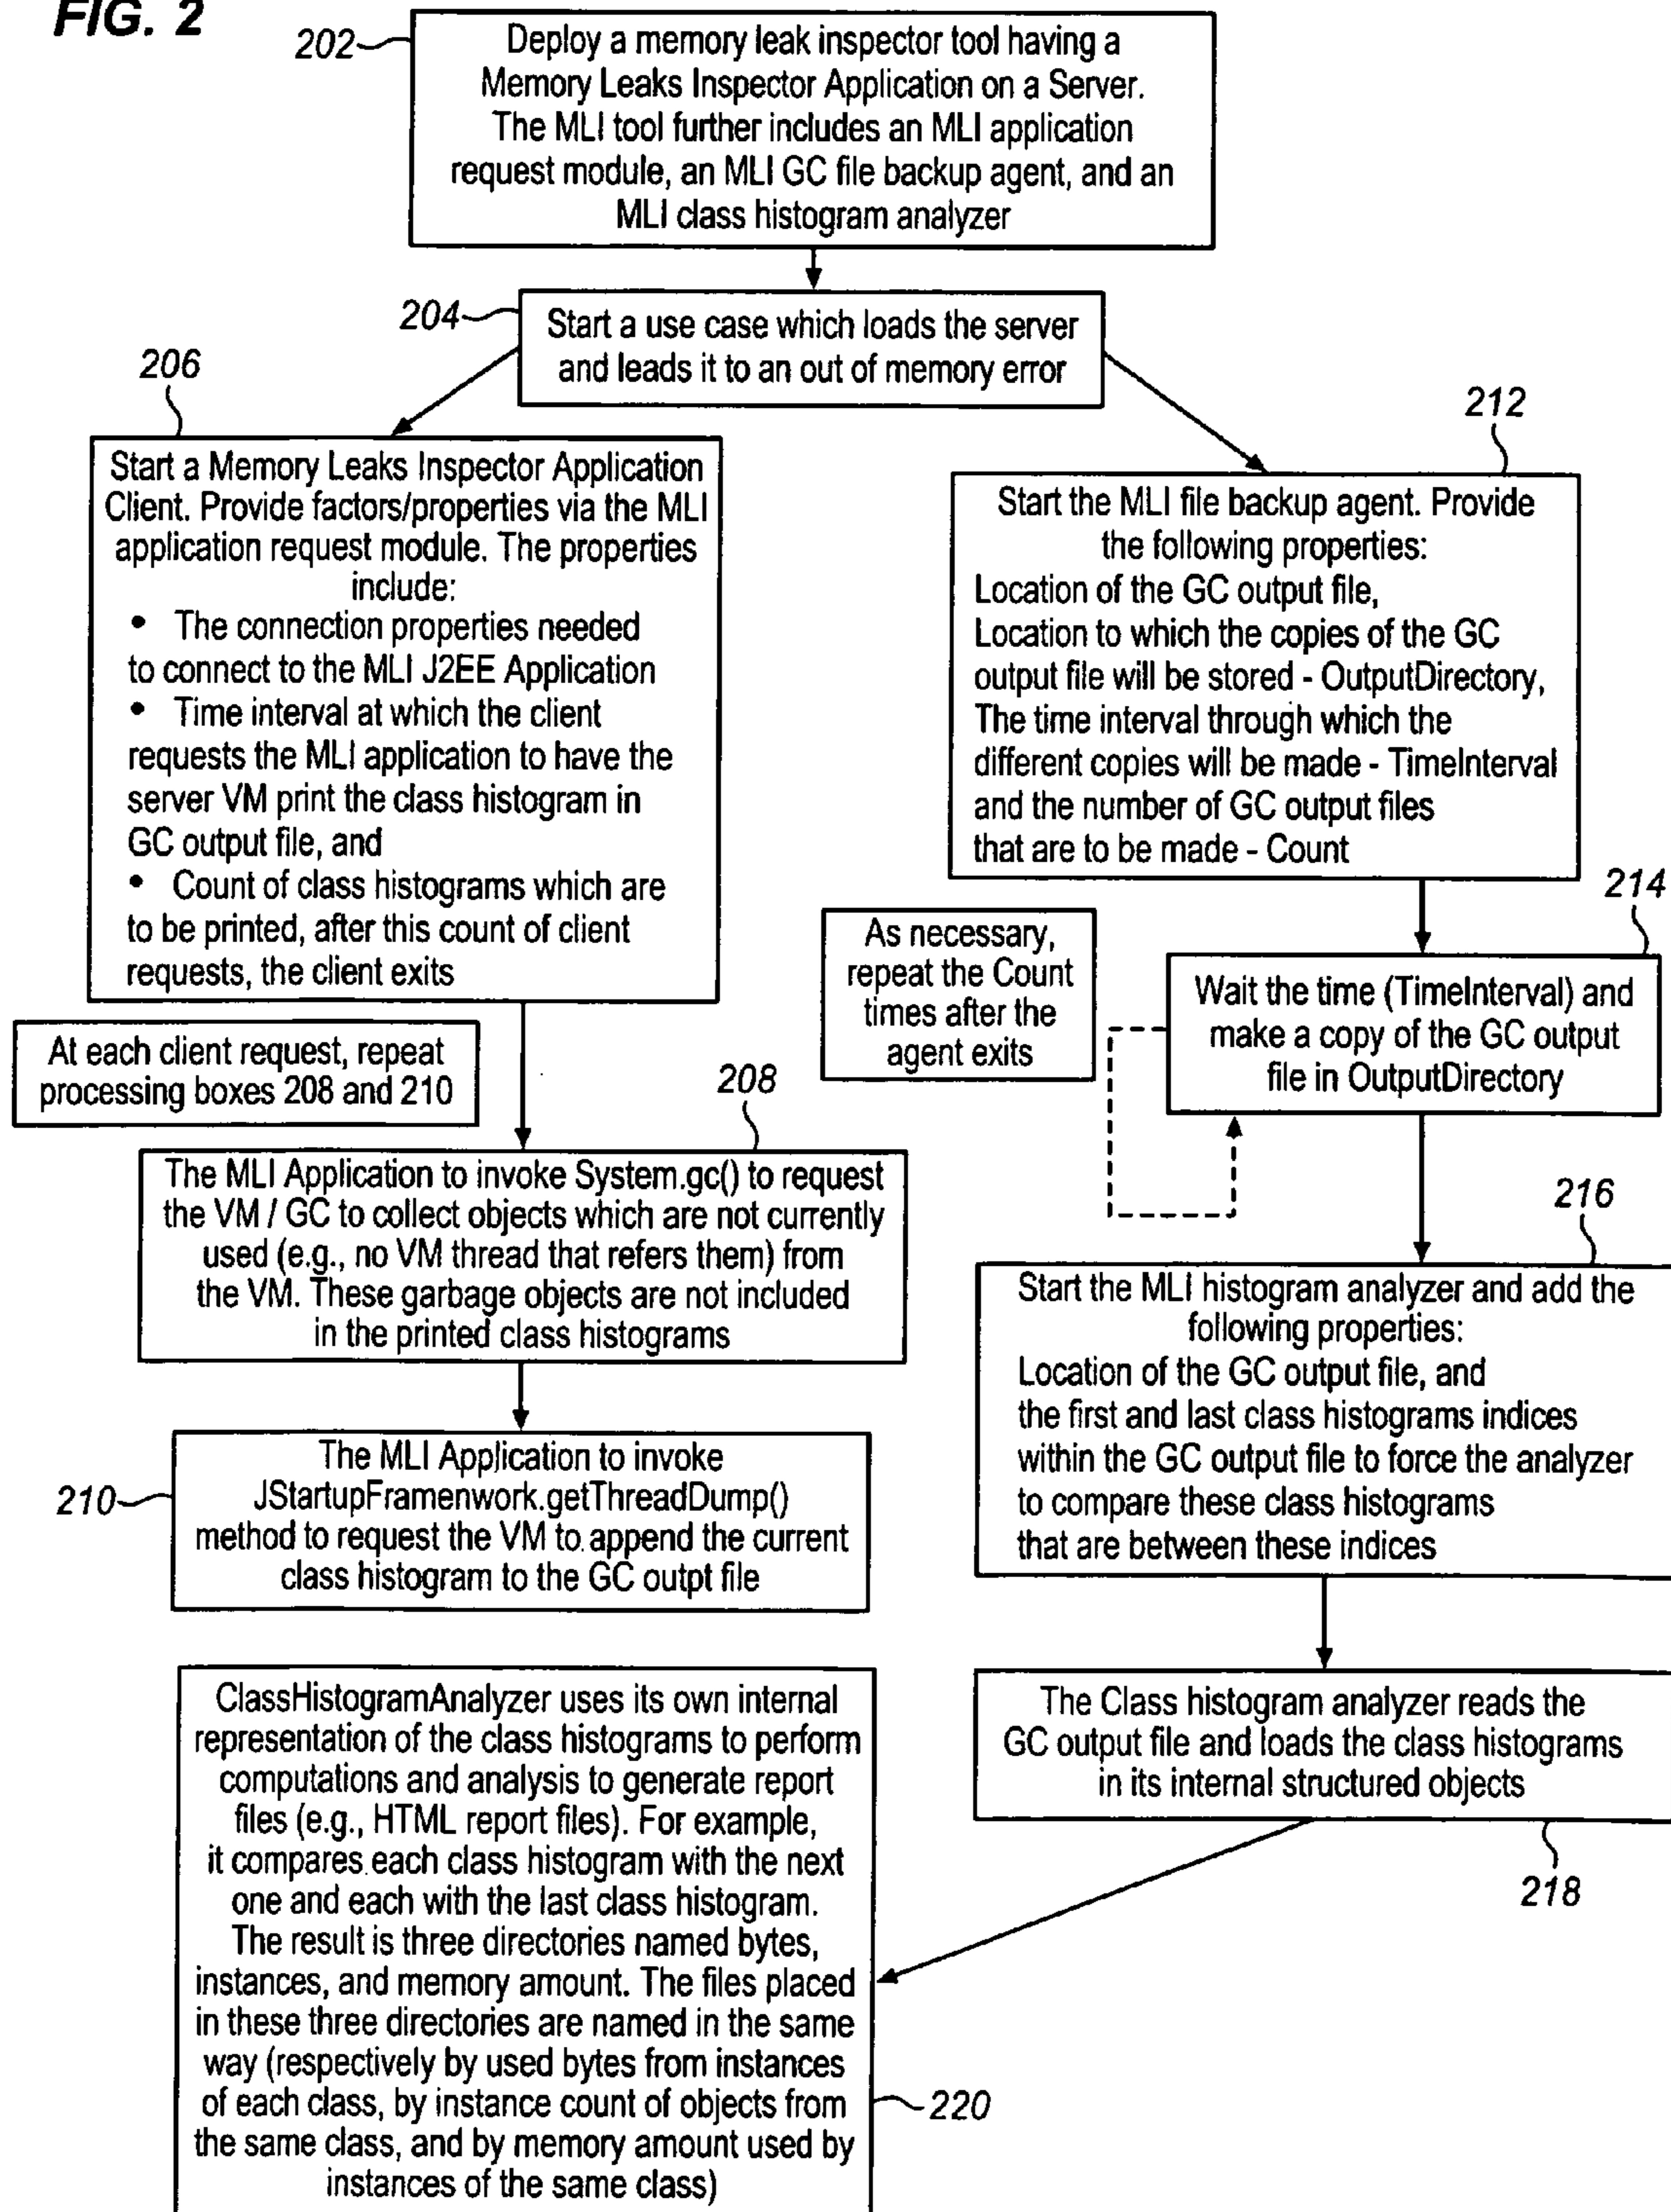 FIG. 2
202
Deploy a memory leak inspector tool having a
Memory Leaks Inspector Application on a Server.
The MLI tool further includes an MLI application
request module, an MLI GC file backup agent, and an
MLI class histogram analyzer
204
Start a use case which loads the server
and leads it to an out of memory error
206
Start a Memory Leaks Inspector Application
Client. Provide factors/properties via the MLI
application request module. The properties
include:
• The connection properties needed
to connect to the MLI J2EE Application
• Time interval at which the client
requests the MLI application to have the
server VM print the class histogram in
GC output file, and
• Count of class histograms which are
to be printed, after this count of client
requests, the client exits
212
Start the MLI file backup agent. Provide
the following properties:
Location of the GC output file,
Location to which the copies of the GC
output file will be stored - OutputDirectory,
The time interval through which the
different copies will be made - TimeInterval
and the number of GC output files
that are to be made - Count
At each client request, repeat
processing boxes 208 and 210
As necessary,
repeat the Count
times after the
agent exits
214
Wait the time (TimeInterval) and
make a copy of the GC output
file in OutputDirectory
208
The MLI Application to invoke System.gc() to request
the VM / GC to collect objects which are not currently
used (e.g., no VM thread that refers them) from
the VM. These garbage objects are not included
in the printed class histograms
216
Start the MLI histogram analyzer and add the
following properties:
Location of the GC output file, and
the first and last class histograms indices
within the GC output file to force the analyzer
to compare these class histograms
that are between these indices
210
The MLI Application to invoke
JStartupFramenwork.getThreadDump()
method to request the VM to append the current
class histogram to the GC outpt file
The Class histogram analyzer reads the
GC output file and loads the class histograms
in its internal structured objects
218
ClassHistogramAnalyzer uses its own internal
representation of the class histograms to perform
computations and analysis to generate report
files (e.g., HTML report files). For example,
it compares each class histogram with the next
one and each with the last class histogram.
The result is three directories named bytes,
instances, and memory amount. The files placed
in these three directories are named in the same
way (respectively by used bytes from instances
of each class, by instance count of objects from
the same class, and by memory amount used by
instances of the same class)
220